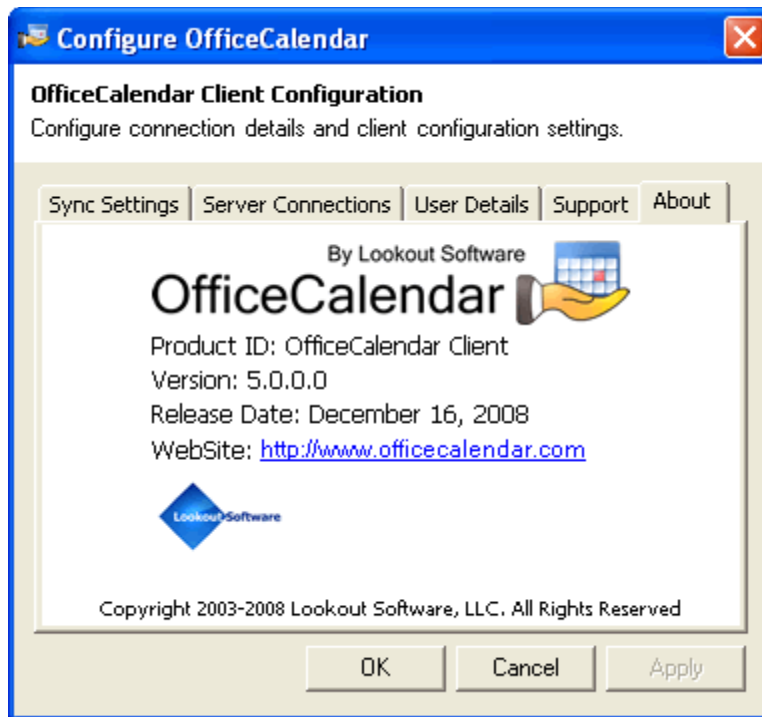 Configure OfficeCalendar
OfficeCalendar Client Configuration
Configure connection details and client configuration settings.
Sync Settings Server Connections User Details Support About
By Lookout Software
OfficeCalendar
Product ID: OfficeCalendar Client
Version: 5.0.0.0
Release Date: December 16, 2008
WebSite: http://www.officecalendar.com
Lookout Software
Copyright 2003-2008 Lookout Software, LLC. All Rights Reserved
OK Cancel Apply